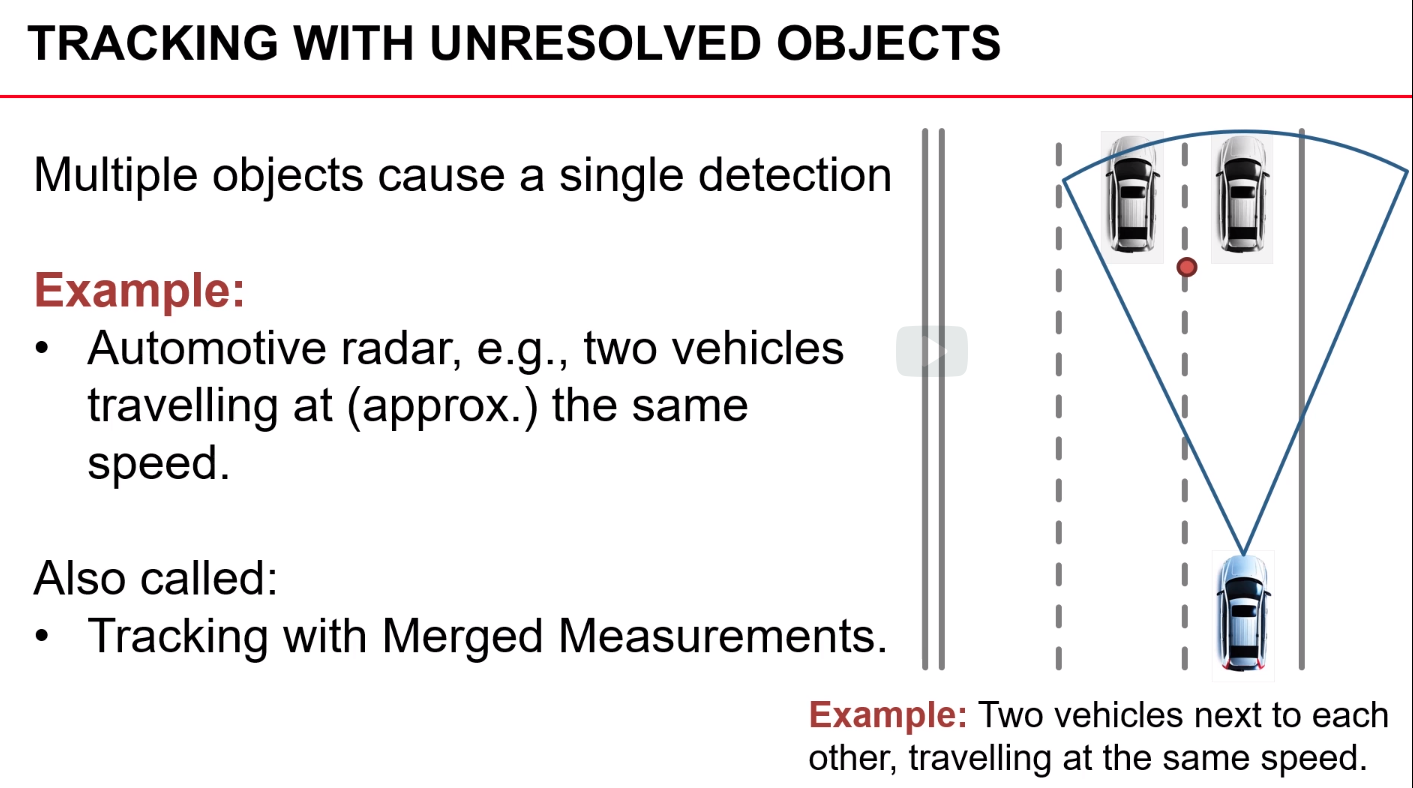 TRACKING WITH UNRESOLVED OBJECTS
Multiple objects cause a single detection
Example:
• Automotive radar, e.g., two vehicles
travelling at (approx.) the same
speed.
Also called:
• Tracking with Merged Measurements.
Example: Two vehicles next to each
other, travelling at the same speed.